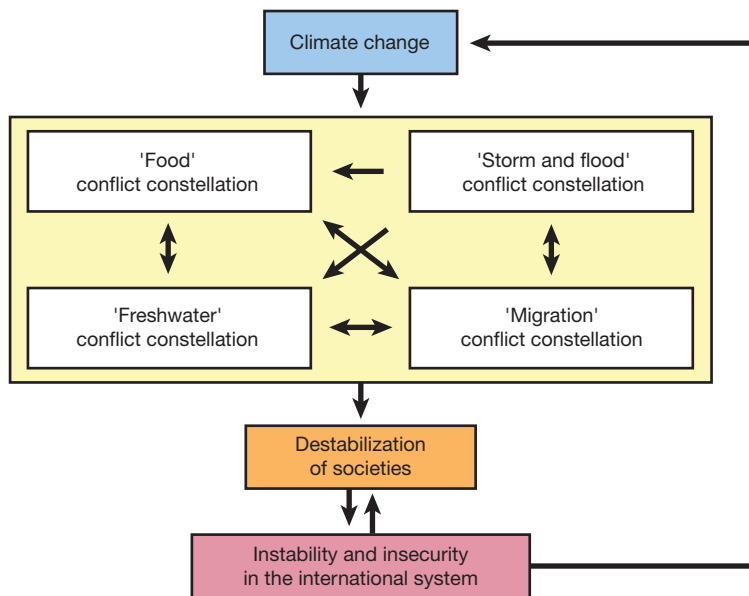 Climate change
'Food'
conflict constellation
'Storm and flood'
conflict constellation
'Freshwater'
conflict constellation
'Migration'
conflict constellation
Destabilization
of societies
Instability and insecurity
in the international system